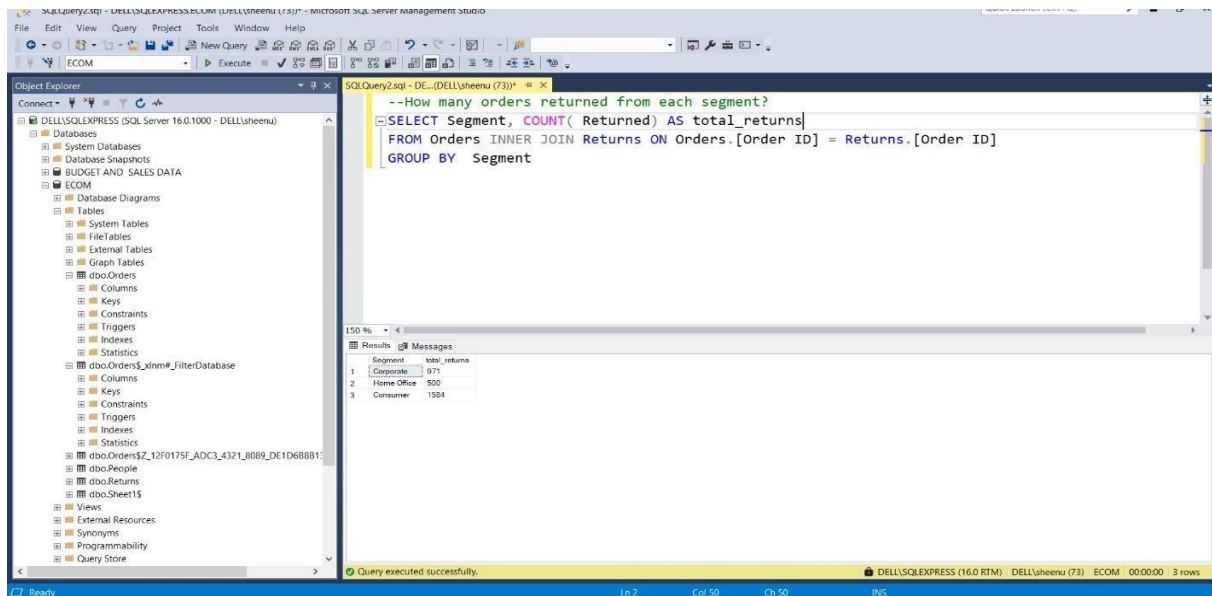 SQLQuery2.sql - DELL\SQLEXPRESS.ECOM (DELL\sheenu (73))* - Microsoft SQL Server Management Studio
File Edit View Query Project Tools Window Help
New Query
ECOM
Execute
Object Explorer
Connect
DELL\SQLEXPRESS (SQL Server 16.0.1000 - DELL\sheenu)
Databases
System Databases
Database Snapshots
BUDGET AND SALES DATA
ECOM
Database Diagrams
Tables
System Tables
FileTables
External Tables
Graph Tables
dbo.Orders
Columns
Keys
Constraints
Triggers
Indexes
Statistics
dbo.Orders$_xlnm#_FilterDatabase
Columns
Keys
Constraints
Triggers
Indexes
Statistics
dbo.Orders$Z_12F0175F_ADC3_4321_8089_DE1D6B8B13
dbo.People
dbo.Returns
dbo.Sheet1$
Views
External Resources
Synonyms
Programmability
Query Store
SQLQuery2.sql - DE...(DELL\sheenu (73))*
--How many orders returned from each segment?
SELECT Segment, COUNT( Returned) AS total_returns
FROM Orders INNER JOIN Returns ON Orders.[Order ID] = Returns.[Order ID]
GROUP BY Segment
150 %
Results Messages
Segment total_returns
1 Corporate 971
2 Home Office 500
3 Consumer 1584
Query executed successfully.
DELL\SQLEXPRESS (16.0 RTM) DELL\sheenu (73) ECOM 00:00:00 3 rows
Ready Ln 2 Col 50 Ch 50 INS